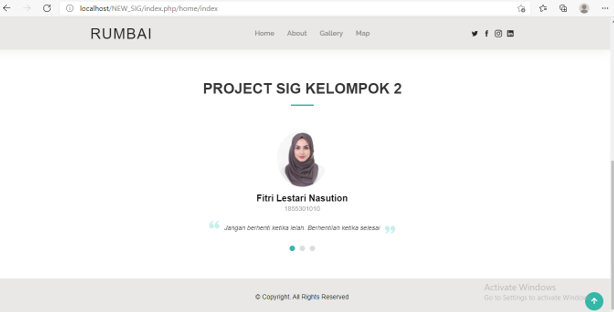 localhost/NEW_SIG/index.php/home/index
RUMBAI
Home About Gallery Map
PROJECT SIG KELOMPOK 2
Fitri Lestari Nasution
1855301010
“ Jangan berhenti ketika lelah. Berhentilah ketika selesai ”
© Copyright. All Rights Reserved
Activate Windows
Go to Settings to activate Windows